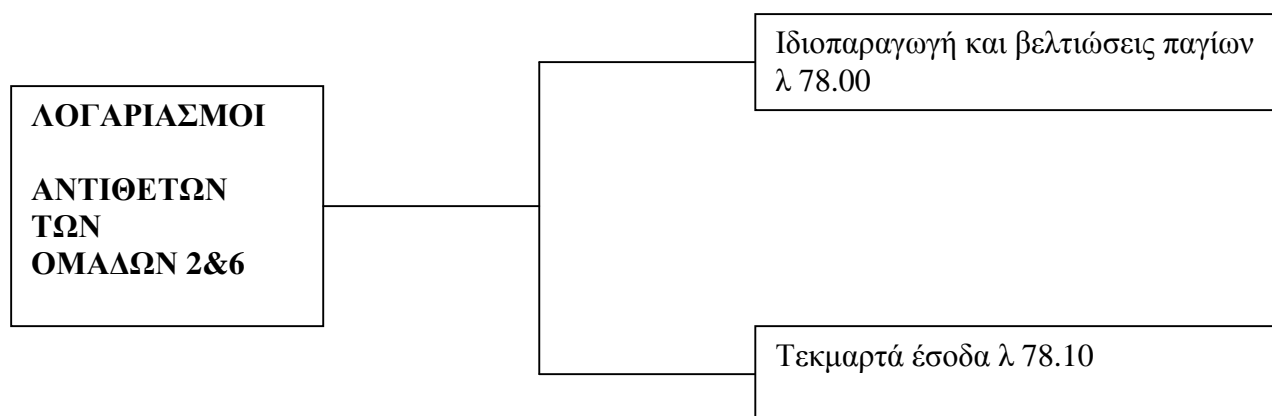 Ιδιοπαραγωγή και βελτιώσεις παγίων
λ 78.00
ΛΟΓΑΡΙΑΣΜΟΙ
ΑΝΤΙΘΕΤΩΝ
ΤΩΝ
ΟΜΑΔΩΝ 2&6
Τεκμαρτά έσοδα λ 78.10